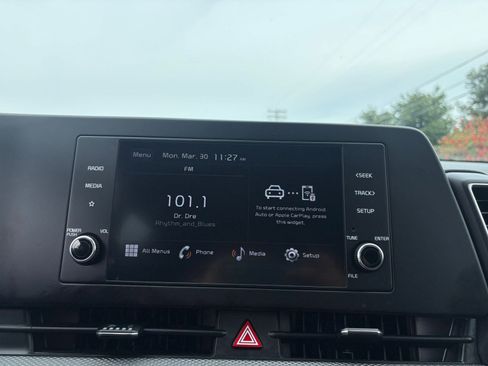 Menu Mon. Mar. 30 11:27 AM
FM
101.1
Dr. Dre
Rhythm_and_Blues
To start connecting Android
Auto or Apple CarPlay, press
this widget.
All Menus Phone Media Setup
RADIO
MEDIA
POWER
PUSH
VOL
<SEEK
TRACK>
SETUP
TUNE
ENTER
FILE